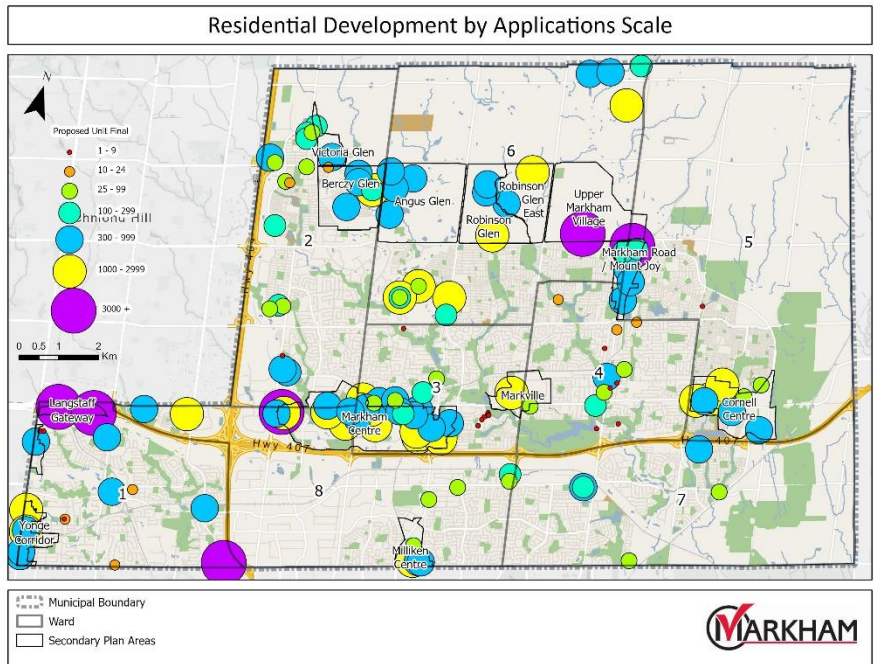 Residential Development by Applications Scale
N
Proposed Unit Final
1 - 9
10 - 24
25 - 99
100 - 299
300 - 999
1000 - 2999
3000 +
0 0.5 1 2
Km
Hill
Victoria Glen
Berczy Glen
Angus Glen
6
Robinson
Glen
East
Robinson
Glen
Upper
Markham
Village
Markham Road
/ Mount Joy
5
2
Langstaff
Gateway
Markham
Centre
3
Markville
4
Cornell
Centre
Hwy 407
Hwy 407
1
8
7
Yonge
Corridor
Milliken
Centre
Municipal Boundary
Ward
Secondary Plan Areas
MARKHAM